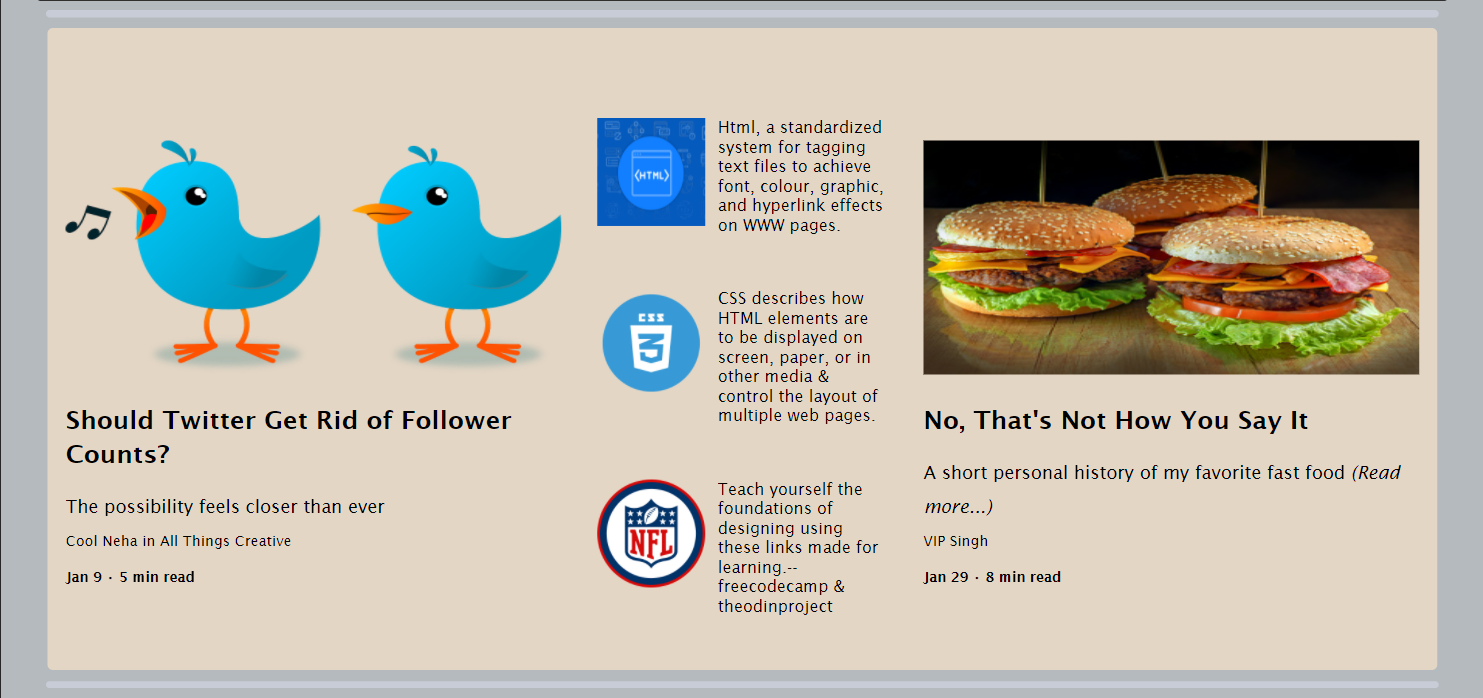 Should Twitter Get Rid of Follower
Counts?
The possibility feels closer than ever
Cool Neha in All Things Creative
Jan 9 · 5 min read
<HTML>
Html, a standardized
system for tagging
text files to achieve
font, colour, graphic,
and hyperlink effects
on WWW pages.
CSS
3
CSS describes how
HTML elements are
to be displayed on
screen, paper, or in
other media &
control the layout of
multiple web pages.
NFL
Teach yourself the
foundations of
designing using
these links made for
learning.--
freecodecamp &
theodinproject
No, That's Not How You Say It
A short personal history of my favorite fast food (Read
more...)
VIP Singh
Jan 29 · 8 min read